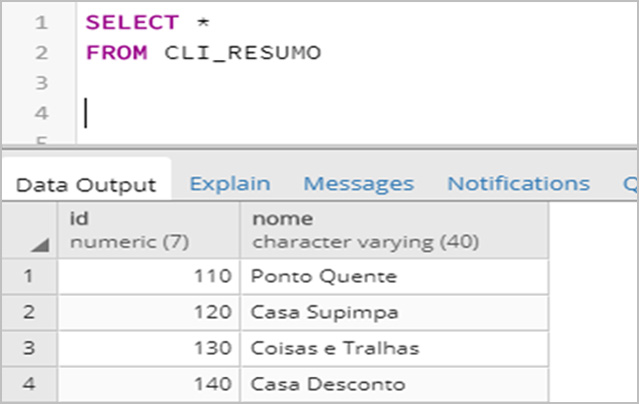 1 SELECT *
2 FROM CLI_RESUMO
3
4
5
Data Output Explain Messages Notifications Q
id nome
numeric (7) character varying (40)
1 110 Ponto Quente
2 120 Casa Supimpa
3 130 Coisas e Tralhas
4 140 Casa Desconto